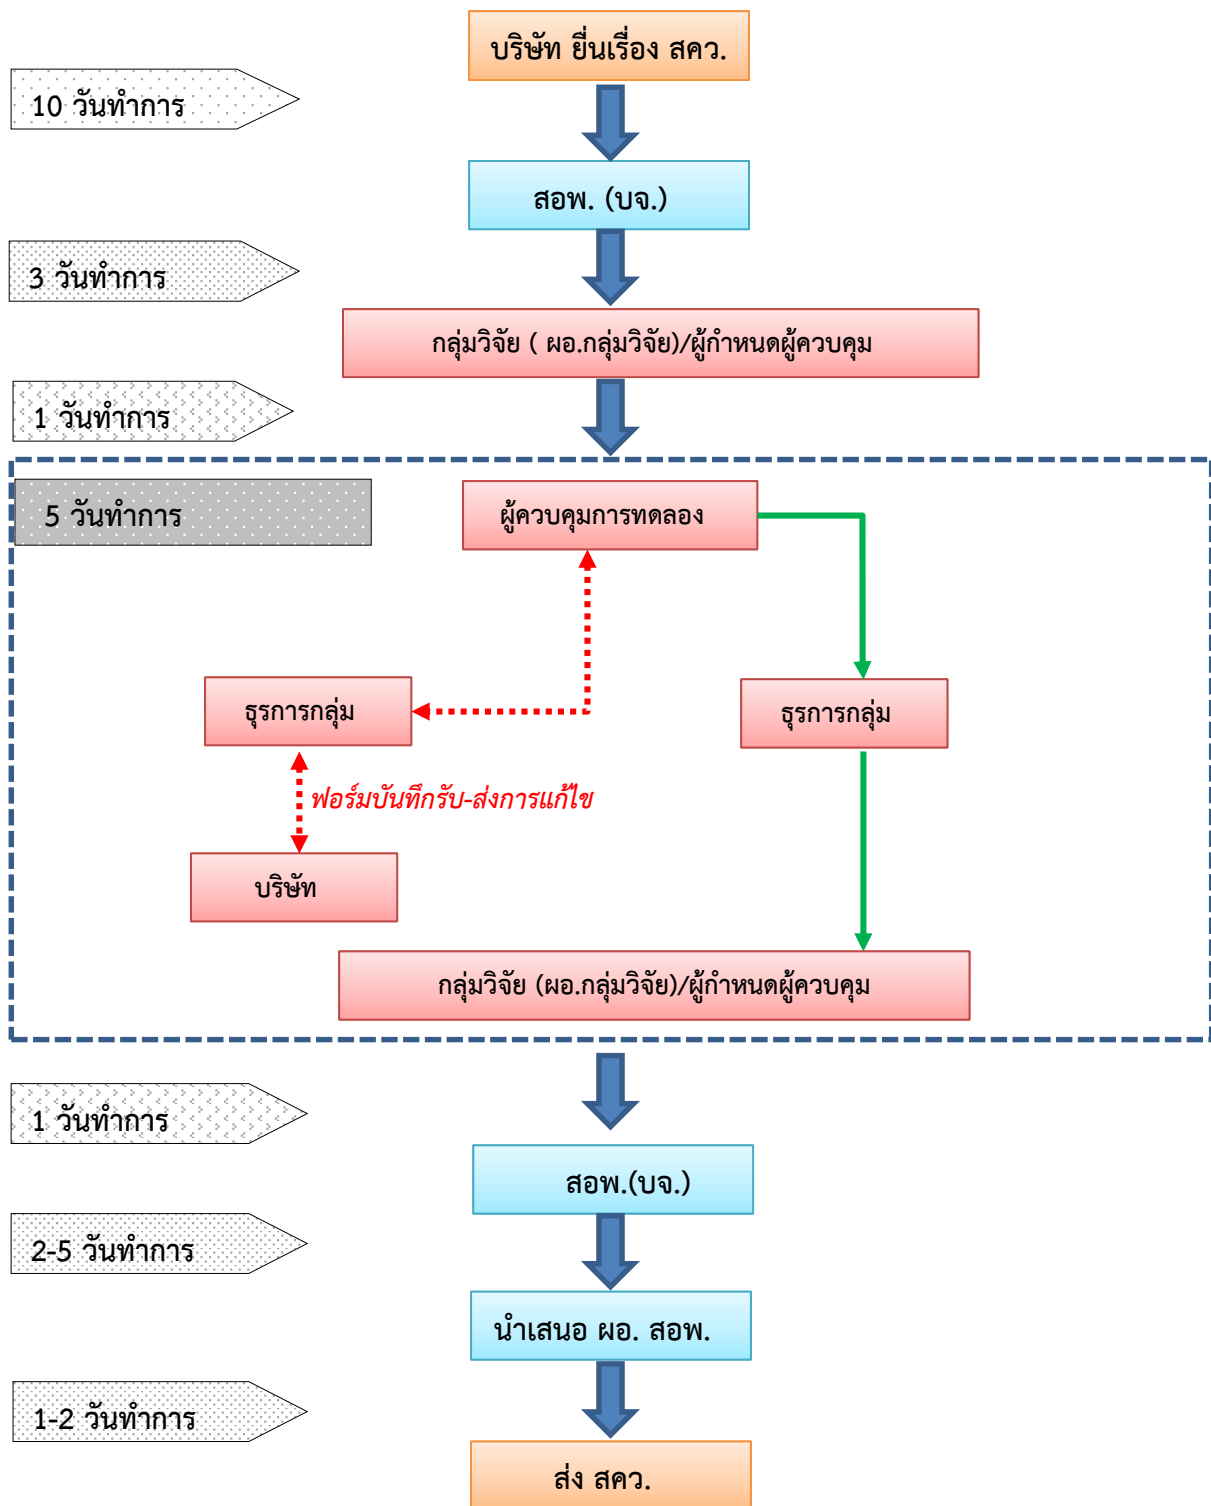 บริษัท ยื่นเรื่อง สคว.
10 วันทำการ
สอพ. (บจ.)
3 วันทำการ
กลุ่มวิจัย ( ผอ.กลุ่มวิจัย)/ผู้กำหนดผู้ควบคุม
1 วันทำการ
5 วันทำการ
ผู้ควบคุมการทดลอง
ธุรการกลุ่ม
ธุรการกลุ่ม
ฟอร์มบันทึกรับ-ส่งการแก้ไข
บริษัท
กลุ่มวิจัย (ผอ.กลุ่มวิจัย)/ผู้กำหนดผู้ควบคุม
1 วันทำการ
สอพ.(บจ.)
2-5 วันทำการ
นำเสนอ ผอ. สอพ.
1-2 วันทำการ
ส่ง สคว.